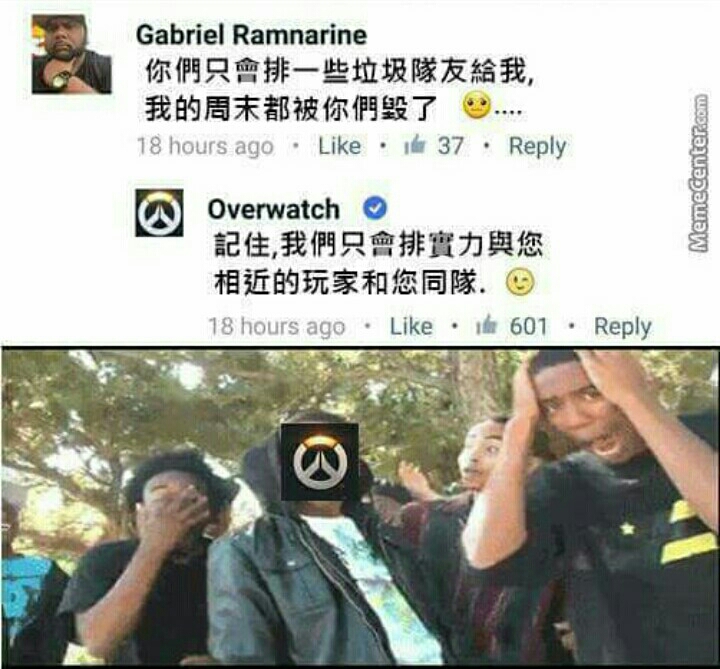 Gabriel Ramnarine
你們只會排一些垃圾隊友給我,
我的周末都被你們毀了 🙁....
18 hours ago · Like · 37 · Reply
Overwatch
記住,我們只會排實力與您
相近的玩家和您同隊. 😉
18 hours ago · Like · 601 · Reply
MemeCenter.com